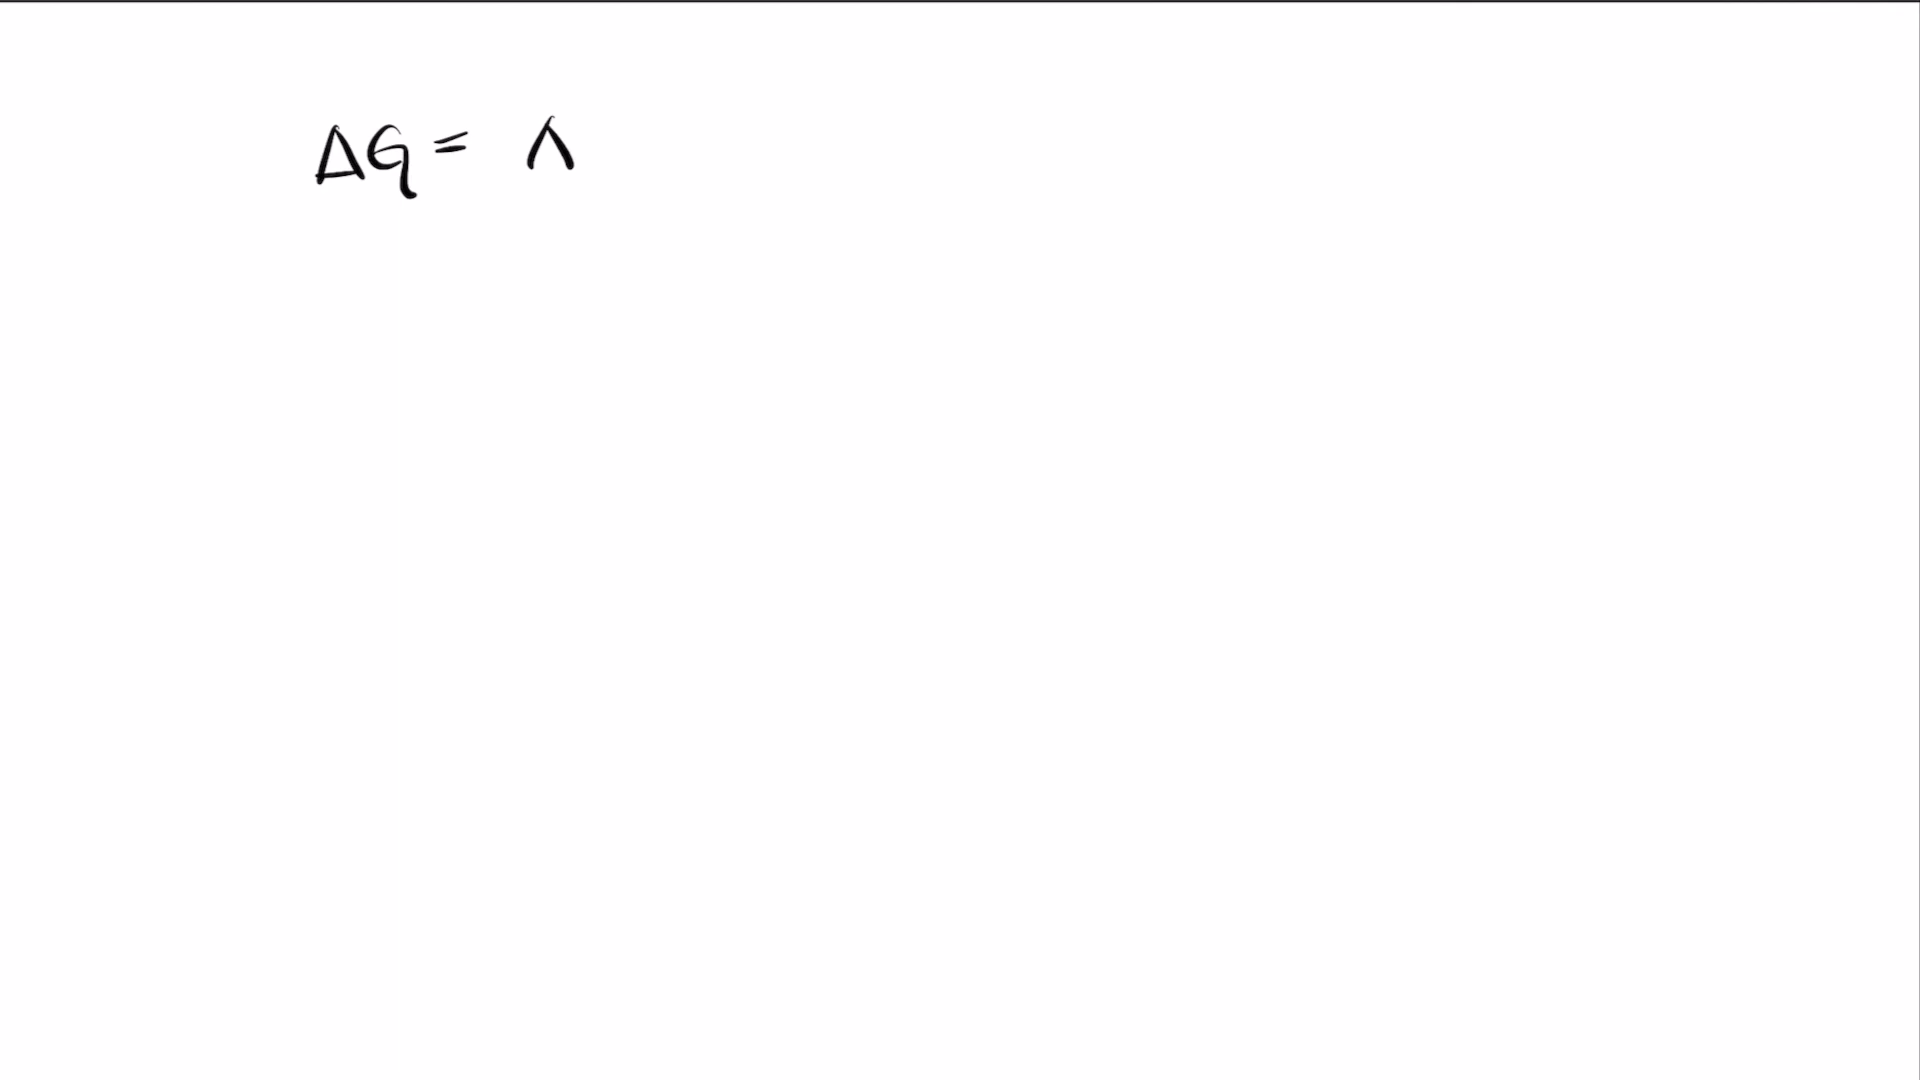 ΔG = Λ